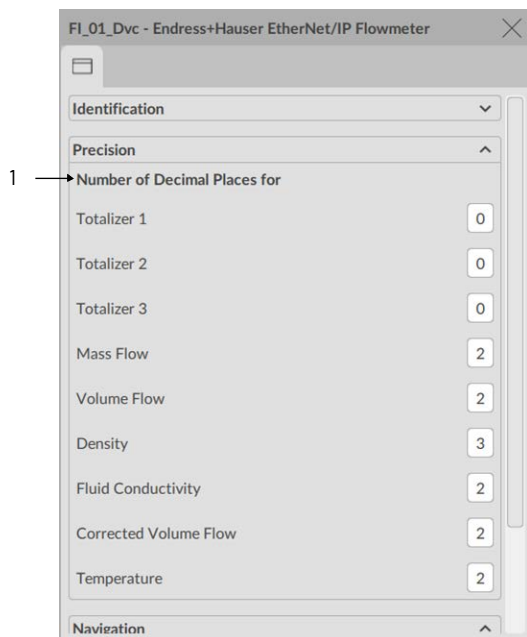 FI_01_Dvc - Endress+Hauser EtherNet/IP Flowmeter
Identification
Precision
1
Number of Decimal Places for
Totalizer 1 0
Totalizer 2 0
Totalizer 3 0
Mass Flow 2
Volume Flow 2
Density 3
Fluid Conductivity 2
Corrected Volume Flow 2
Temperature 2
Navigation